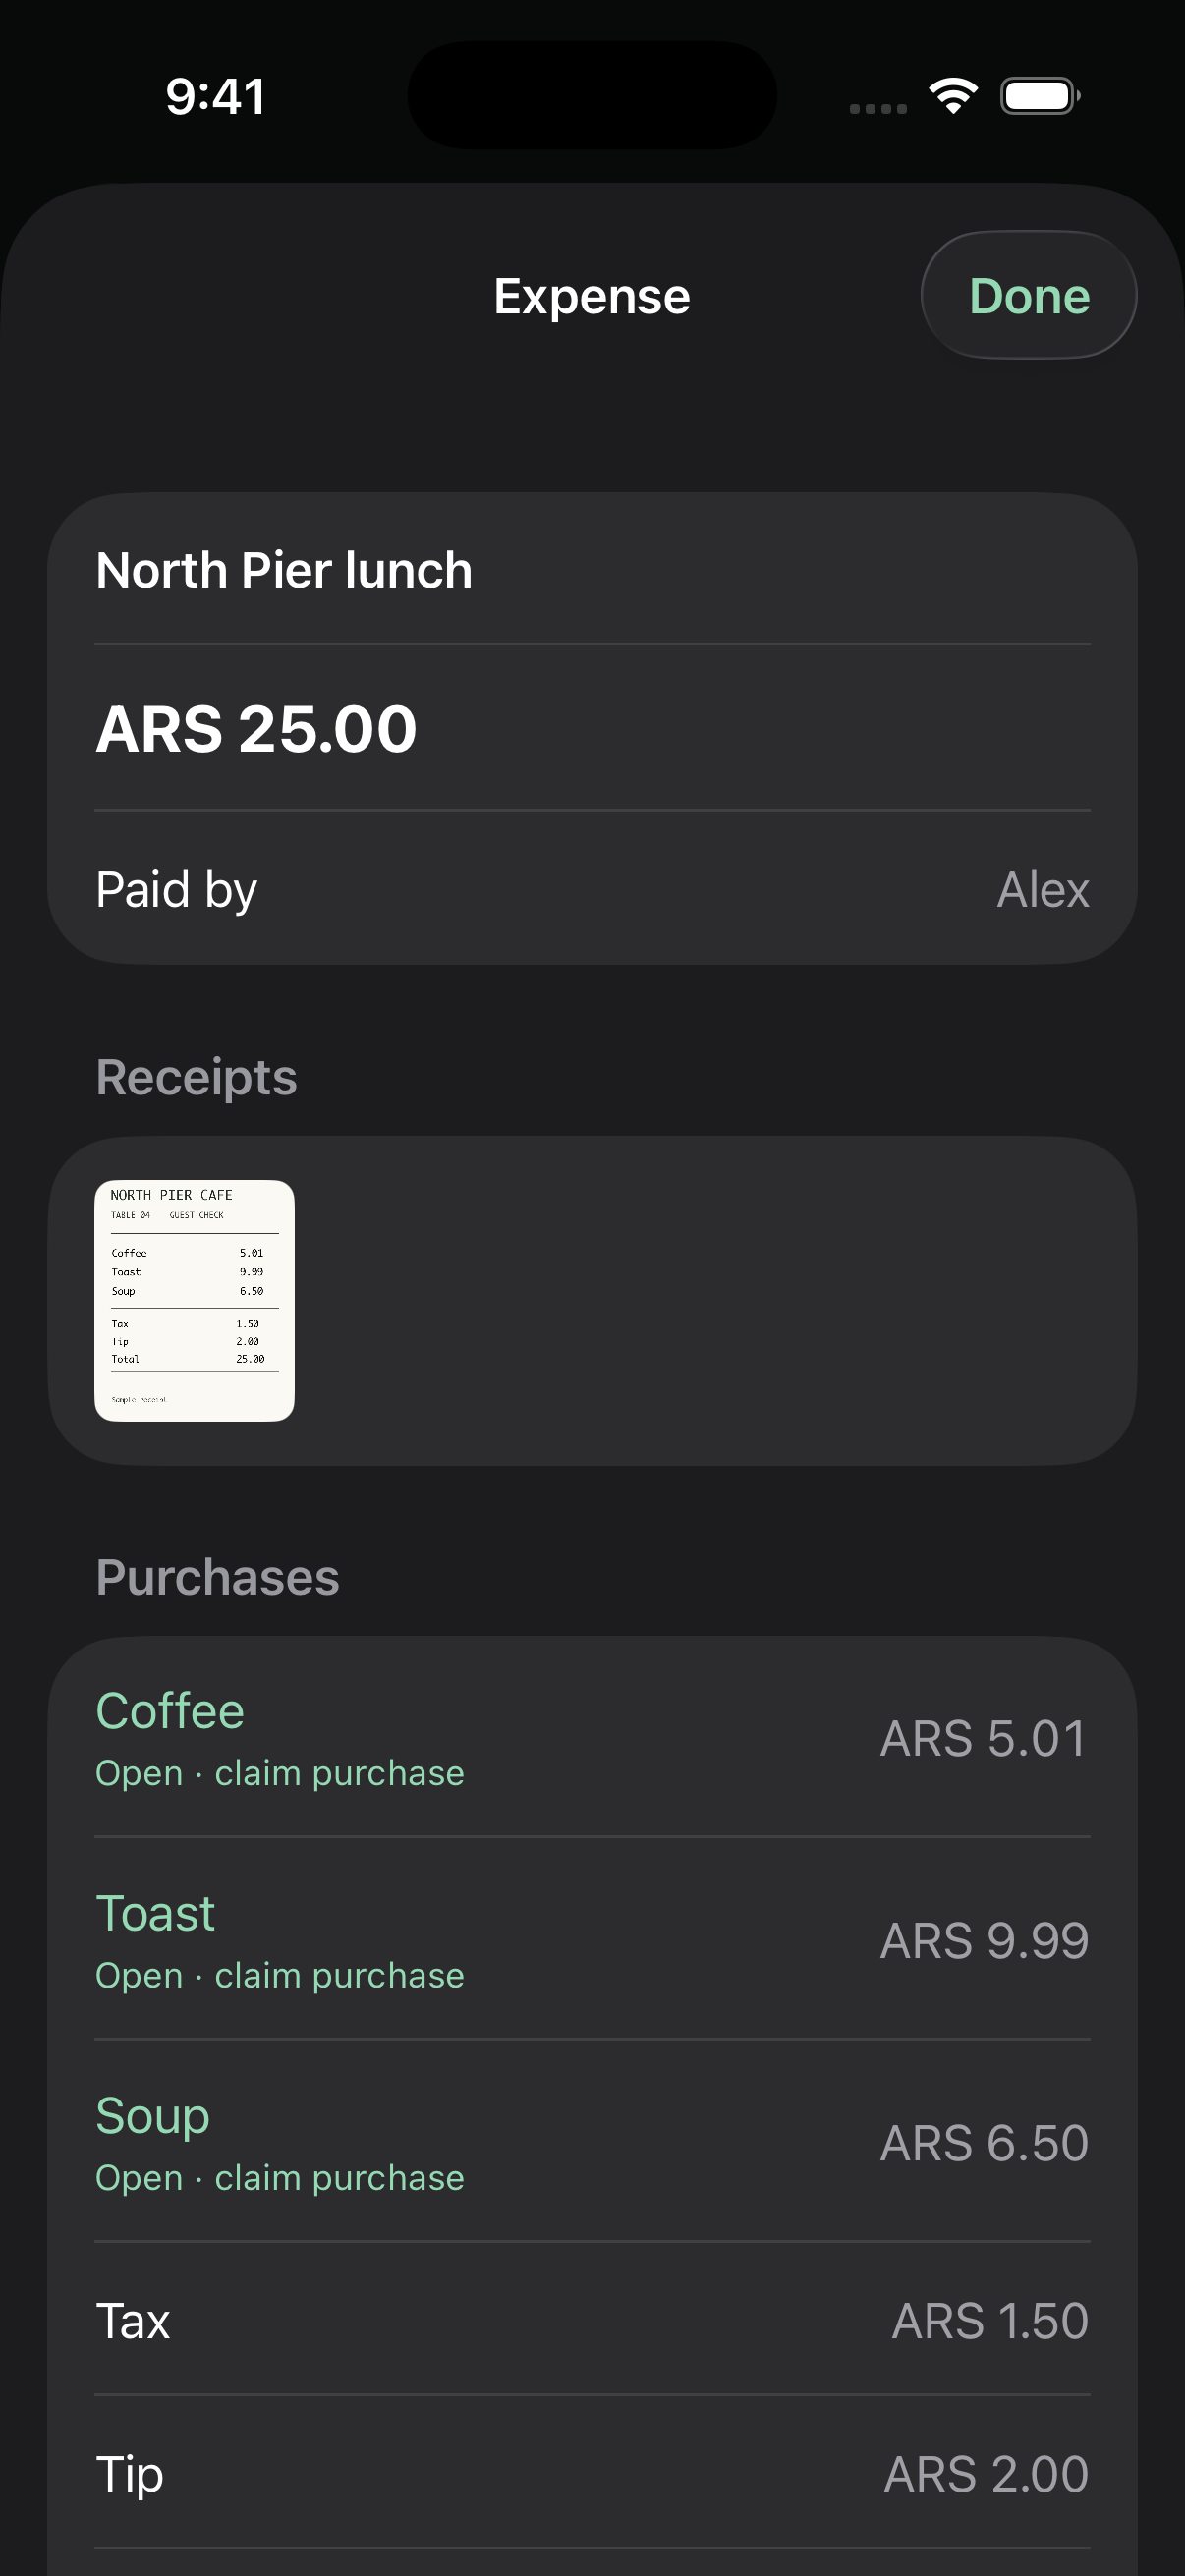 9:41
Expense
Done
North Pier lunch
ARS 25.00
Paid by Alex
Receipts
NORTH PIER CAFE
TABLE 04 GUEST CHECK
Coffee 5.01
Toast 9.99
Soup 6.50
Tax 1.50
Tip 2.00
Total 25.00
Sample receipt
Purchases
Coffee
Open · claim purchase
ARS 5.01
Toast
Open · claim purchase
ARS 9.99
Soup
Open · claim purchase
ARS 6.50
Tax ARS 1.50
Tip ARS 2.00